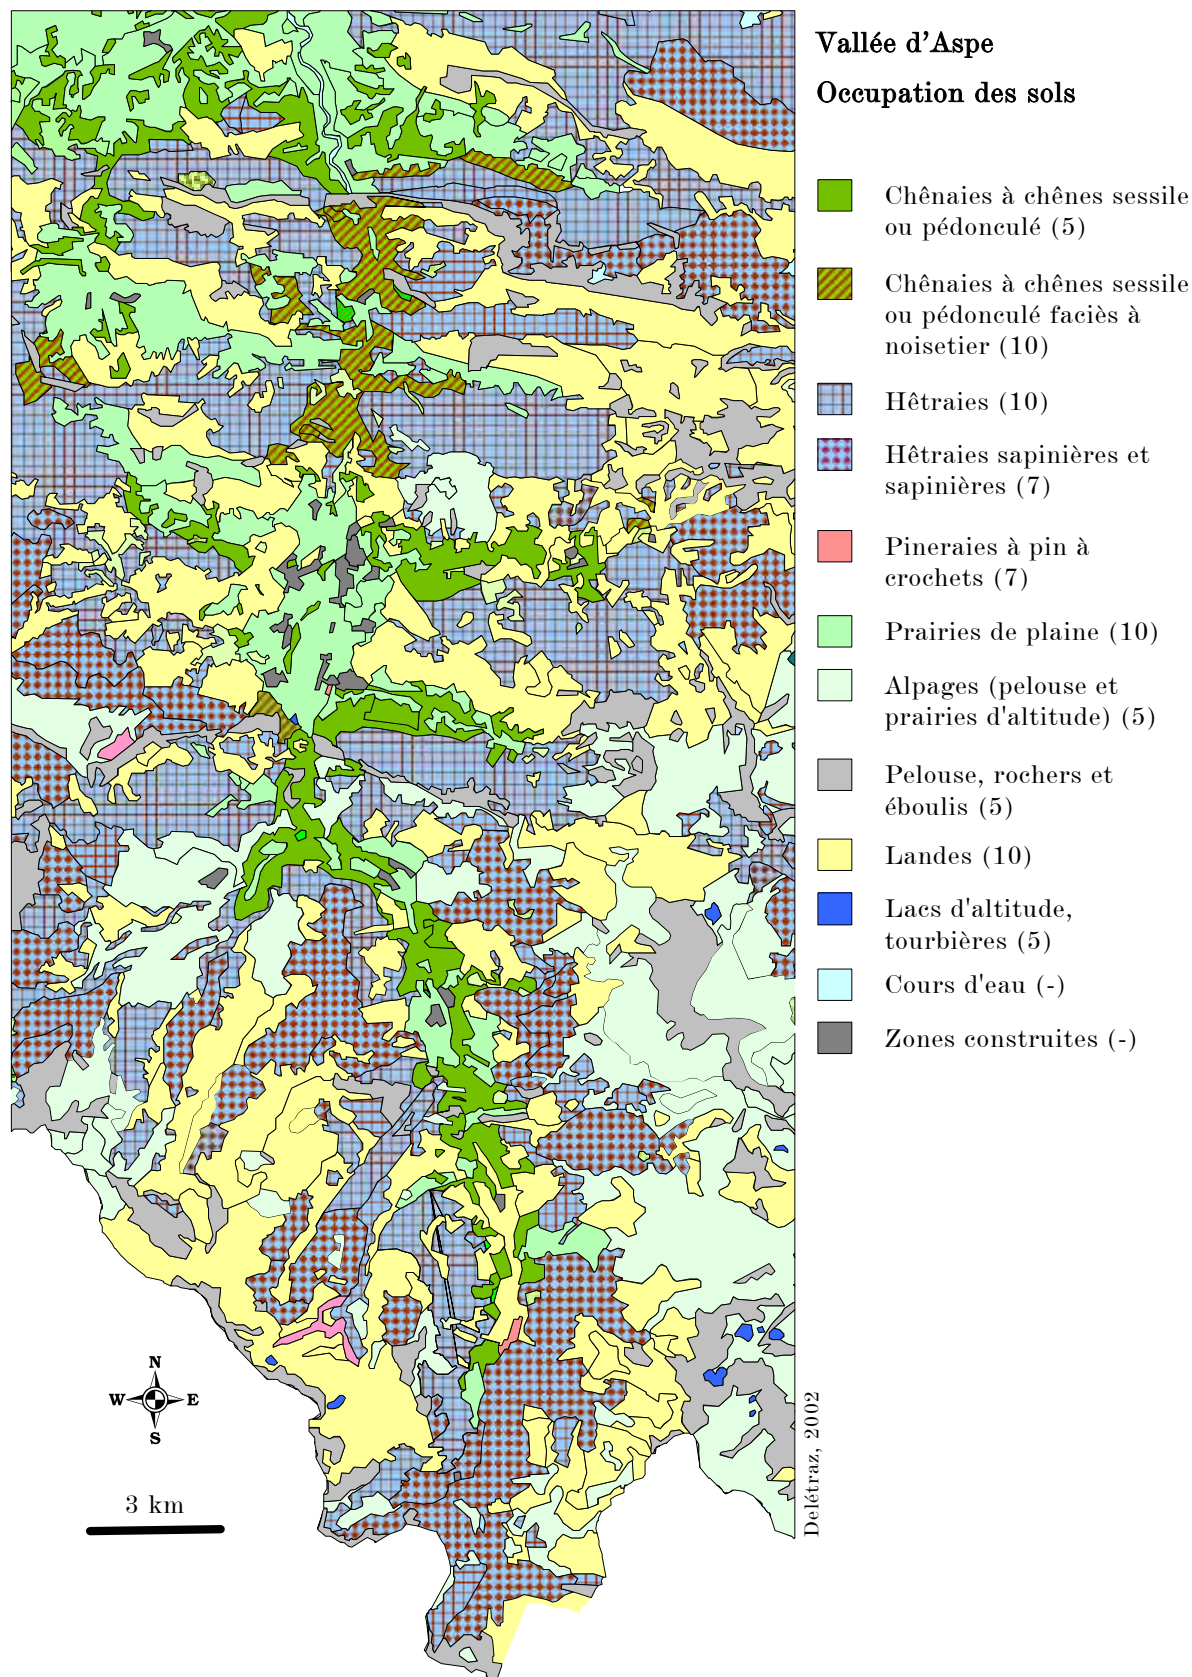 Vallée d'Aspe
Occupation des sols
Chênaies à chênes sessile
ou pédonculé (5)
Chênaies à chênes sessile
ou pédonculé faciès à
noisetier (10)
Hêtraies (10)
Hêtraies sapinières et
sapinières (7)
Pineraies à pin à
crochets (7)
Prairies de plaine (10)
Alpages (pelouse et
prairies d'altitude) (5)
Pelouse, rochers et
éboulis (5)
Landes (10)
Lacs d'altitude,
tourbières (5)
Cours d'eau (-)
Zones construites (-)
N
W E
S
3 km
Delétraz, 2002